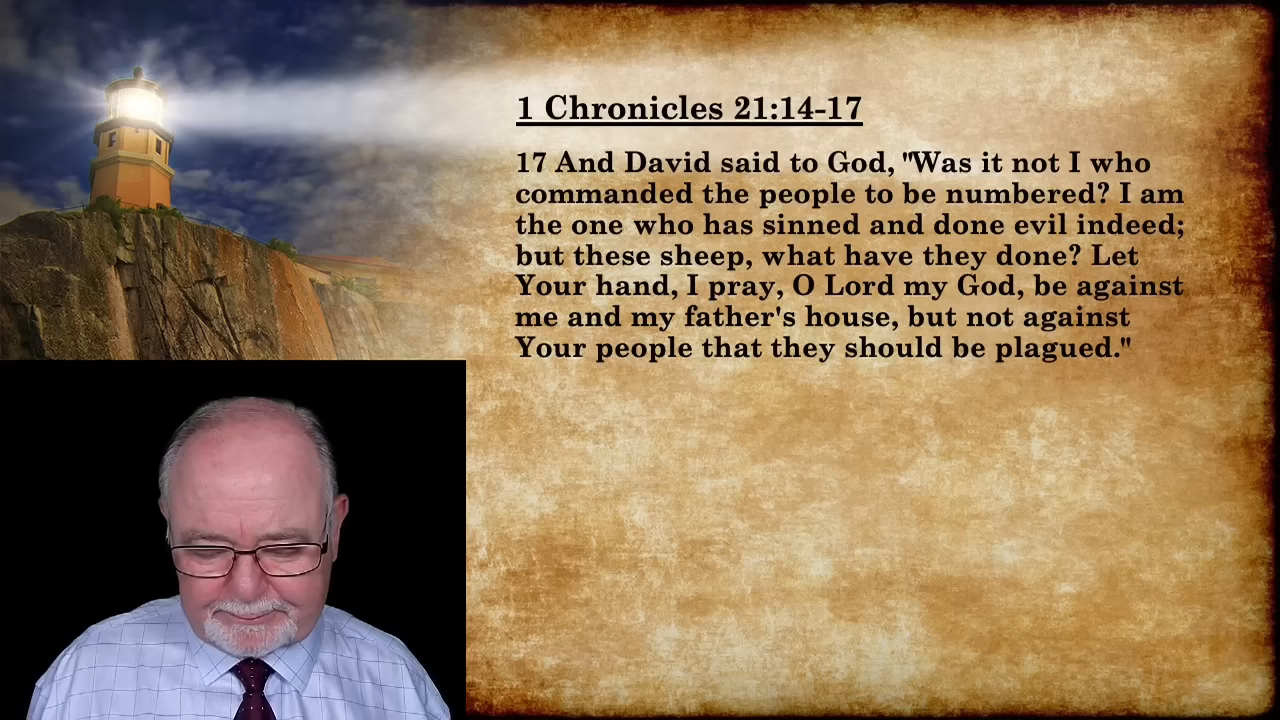 1 Chronicles 21:14-17
17 And David said to God, "Was it not I who
commanded the people to be numbered? I am
the one who has sinned and done evil indeed;
but these sheep, what have they done? Let
Your hand, I pray, O Lord my God, be against
me and my father's house, but not against
Your people that they should be plagued."